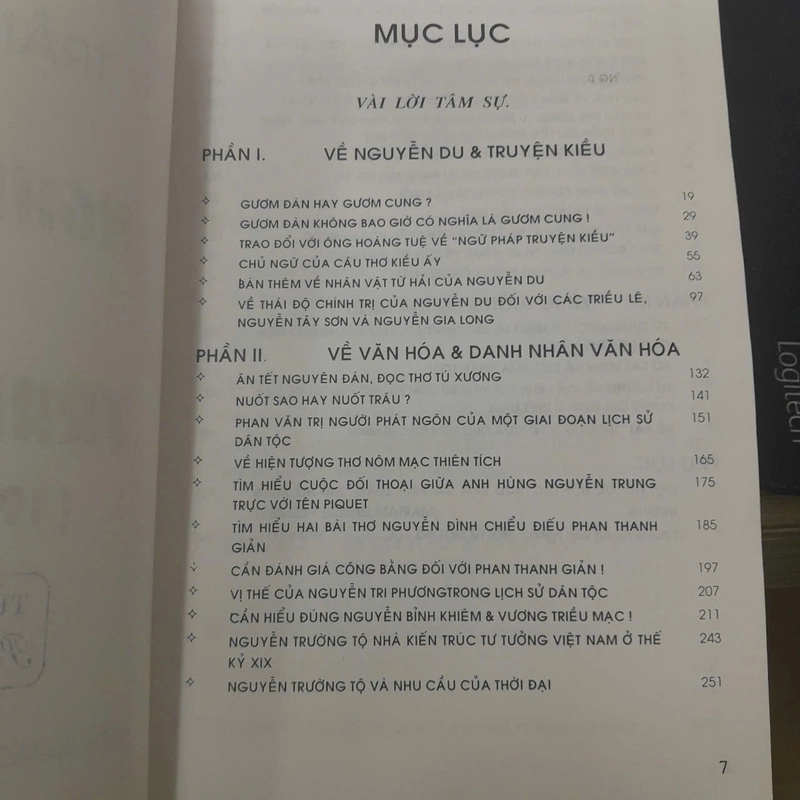 MỤC LỤC
VÀI LỜI TÂM SỰ.
PHẦN I. VỀ NGUYỄN DU & TRUYỆN KIỀU
GƯƠM ĐÀN HAY GƯƠM CUNG ? 19
GƯƠM ĐÀN KHÔNG BAO GIỜ CÓ NGHĨA LÀ GƯƠM CUNG ! 29
TRAO ĐỔI VỚI ÔNG HOÀNG TUỆ VỀ "NGỮ PHÁP TRUYỆN KIỀU" 39
CHỦ NGỮ CỦA CÂU THƠ KIỀU ẤY 55
BÀN THÊM VỀ NHÂN VẬT TỪ HẢI CỦA NGUYỄN DU 63
VỀ THÁI ĐỘ CHÍNH TRỊ CỦA NGUYỄN DU ĐỐI VỚI CÁC TRIỀU LÊ, 97
NGUYỄN TÂY SƠN VÀ NGUYỄN GIA LONG
PHẦN II. VỀ VĂN HÓA & DANH NHÂN VĂN HÓA
ĂN TẾT NGUYÊN ĐÁN, ĐỌC THƠ TÚ XƯƠNG 132
NUỐT SAO HAY NUỐT TRÂU ? 141
PHAN VĂN TRỊ NGƯỜI PHÁT NGÔN CỦA MỘT GIAI ĐOẠN LỊCH SỬ 151
DÂN TỘC
VỀ HIỆN TƯỢNG THƠ NÔM MẠC THIÊN TÍCH 165
TÌM HIỂU CUỘC ĐỐI THOẠI GIỮA ANH HÙNG NGUYỄN TRUNG 175
TRỰC VỚI TÊN PIQUET
TÌM HIỂU HAI BÀI THƠ NGUYỄN ĐÌNH CHIỂU ĐIẾU PHAN THANH 185
GIẢN
CẦN ĐÁNH GIÁ CÔNG BẰNG ĐỐI VỚI PHAN THANH GIẢN ! 197
VỊ THẾ CỦA NGUYỄN TRI PHƯƠNGTRONG LỊCH SỬ DÂN TỘC 207
CẦN HIỂU ĐÚNG NGUYỄN BỈNH KHIÊM & VƯƠNG TRIỀU MẠC ! 211
NGUYỄN TRƯỜNG TỘ NHÀ KIẾN TRÚC TƯ TƯỞNG VIỆT NAM Ở THẾ 243
KỶ XIX
NGUYỄN TRƯỜNG TỘ VÀ NHU CẦU CỦA THỜI ĐẠI 251
7
Logitech